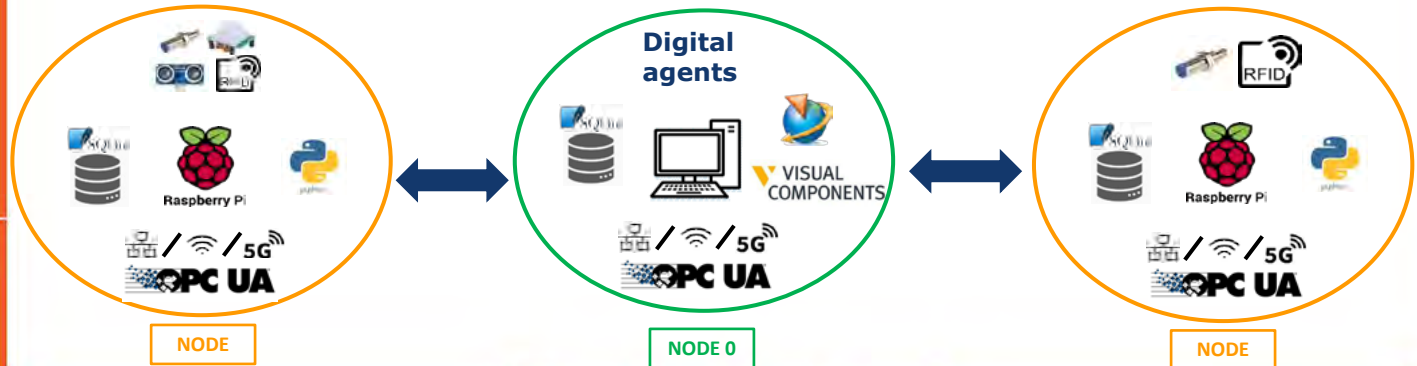 Digital
agents
RFID
SQLite
SQLite
SQLite
VISUAL
COMPONENTS
python
Raspberry Pi
Raspberry Pi
5G
5G
5G
OPC UA
OPC UA
OPC UA
NODE
NODE 0
NODE